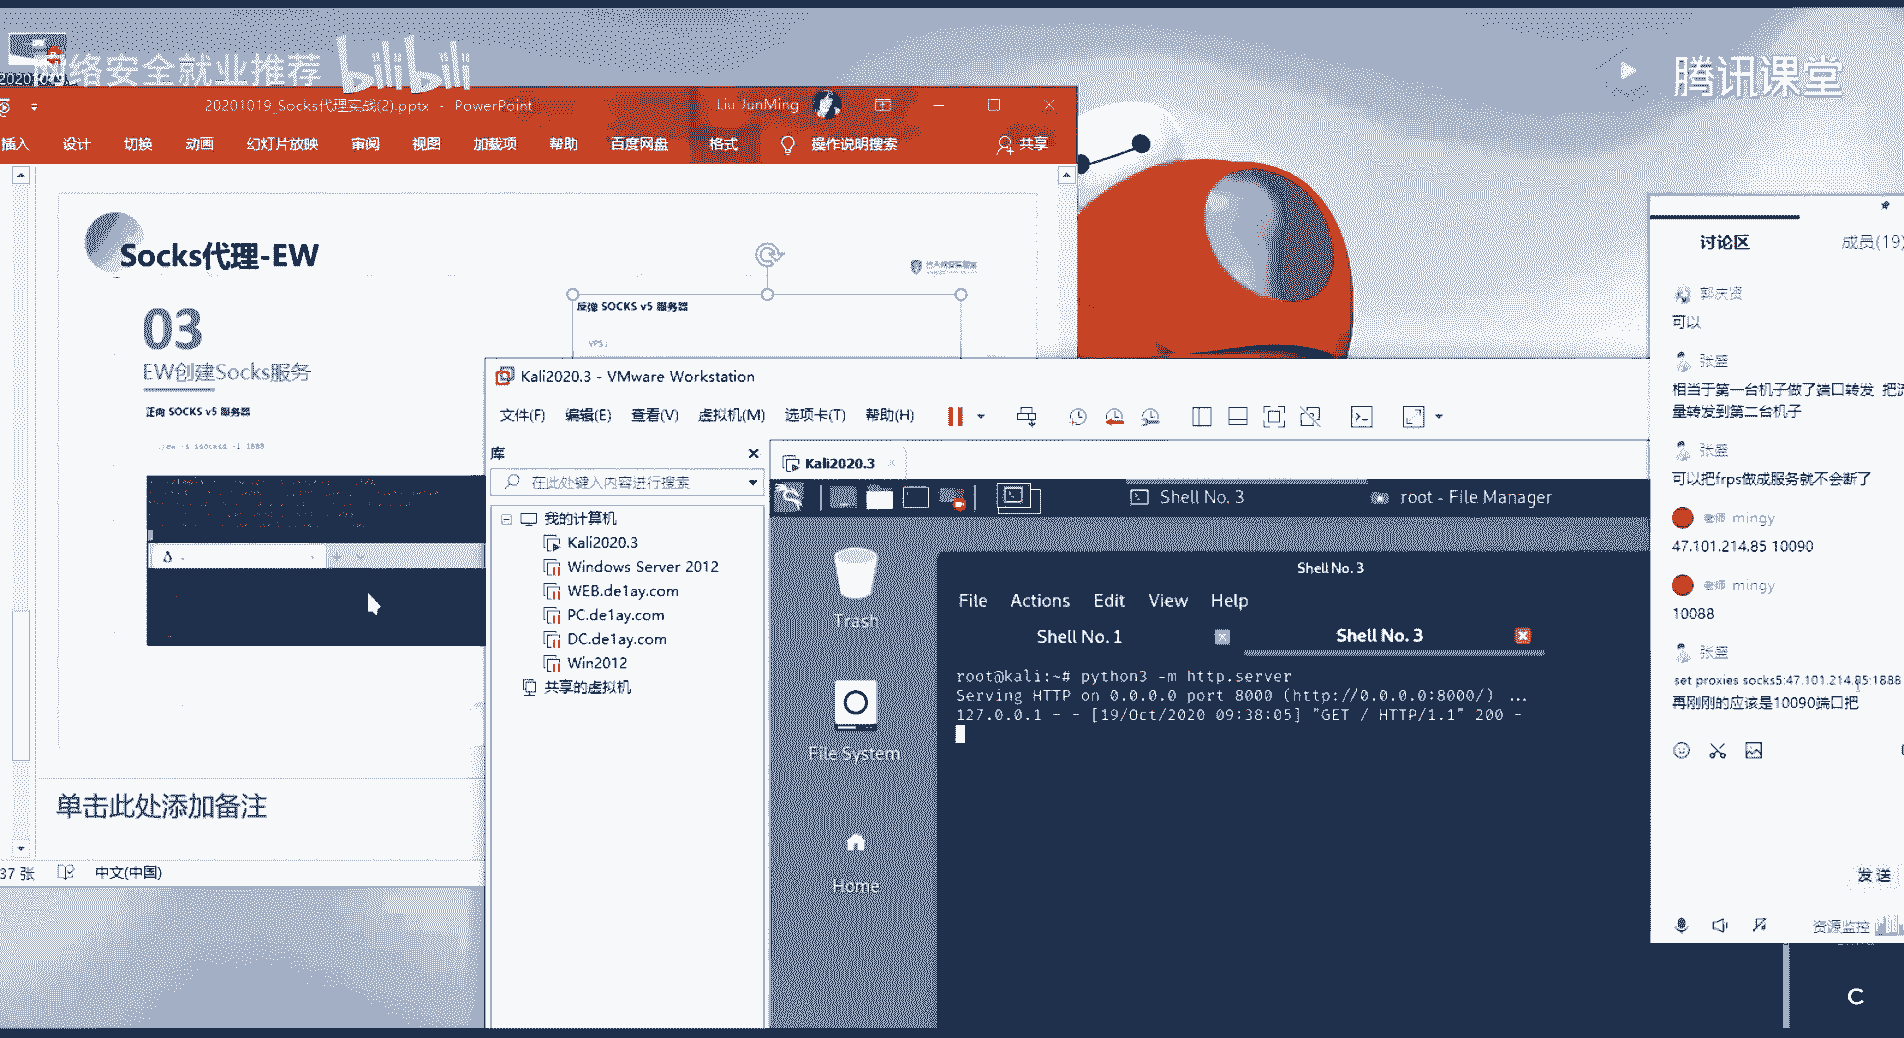 网络安全就业推荐 bilibili
腾讯课堂
20201019_Socks代理实战(2).pptx - PowerPoint
Liu JunMing
插入 设计 切换 动画 幻灯片放映 审阅 视图 加载项 帮助 百度网盘 格式 操作说明搜索 共享
Socks代理-EW
03
EW创建Socks服务
正向 SOCKS v5 服务器
./ew -s ssocksd -l 1888
反弹 SOCKS v5 服务器
VPS:
单击此处添加备注
37 张 中文(中国)
Kali2020.3 - VMware Workstation
文件(F) 编辑(E) 查看(V) 虚拟机(M) 选项卡(T) 帮助(H)
库
在此处键入内容进行搜索
我的计算机
Kali2020.3
Windows Server 2012
WEB.de1ay.com
PC.de1ay.com
DC.de1ay.com
Win2012
共享的虚拟机
Kali2020.3
Shell No. 3
root - File Manager
Trash
File System
Home
Shell No. 3
File Actions Edit View Help
Shell No. 1
Shell No. 3
root@kali:~# python3 -m http.server
Serving HTTP on 0.0.0.0 port 8000 (http://0.0.0.0:8000/) ...
127.0.0.1 - - [19/Oct/2020 09:38:05] "GET / HTTP/1.1" 200 -
讨论区
成员(19)
可以
相当于第一台机子做了端口转发 把流
量转发到第二台机子
可以把frps做成服务就不会断了
老师 mingy
47.101.214.85 10090
老师 mingy
10088
set proxies socks5:47.101.214.85:1888
再刚刚的应该是10090端口把
发送
资源监控
C